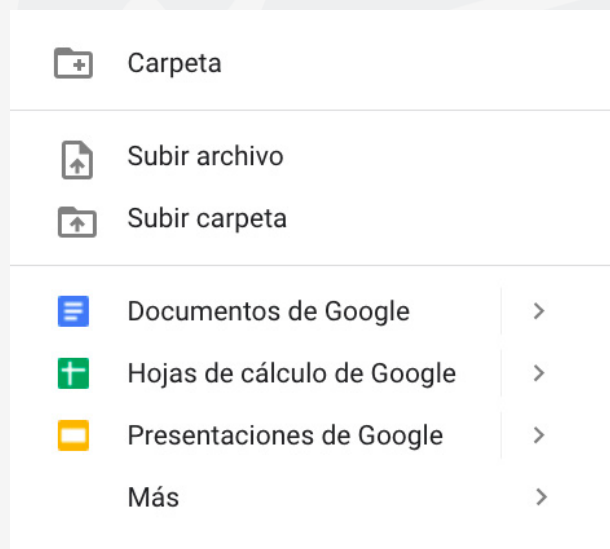 Carpeta
Subir archivo
Subir carpeta
Documentos de Google
Hojas de cálculo de Google
Presentaciones de Google
Más